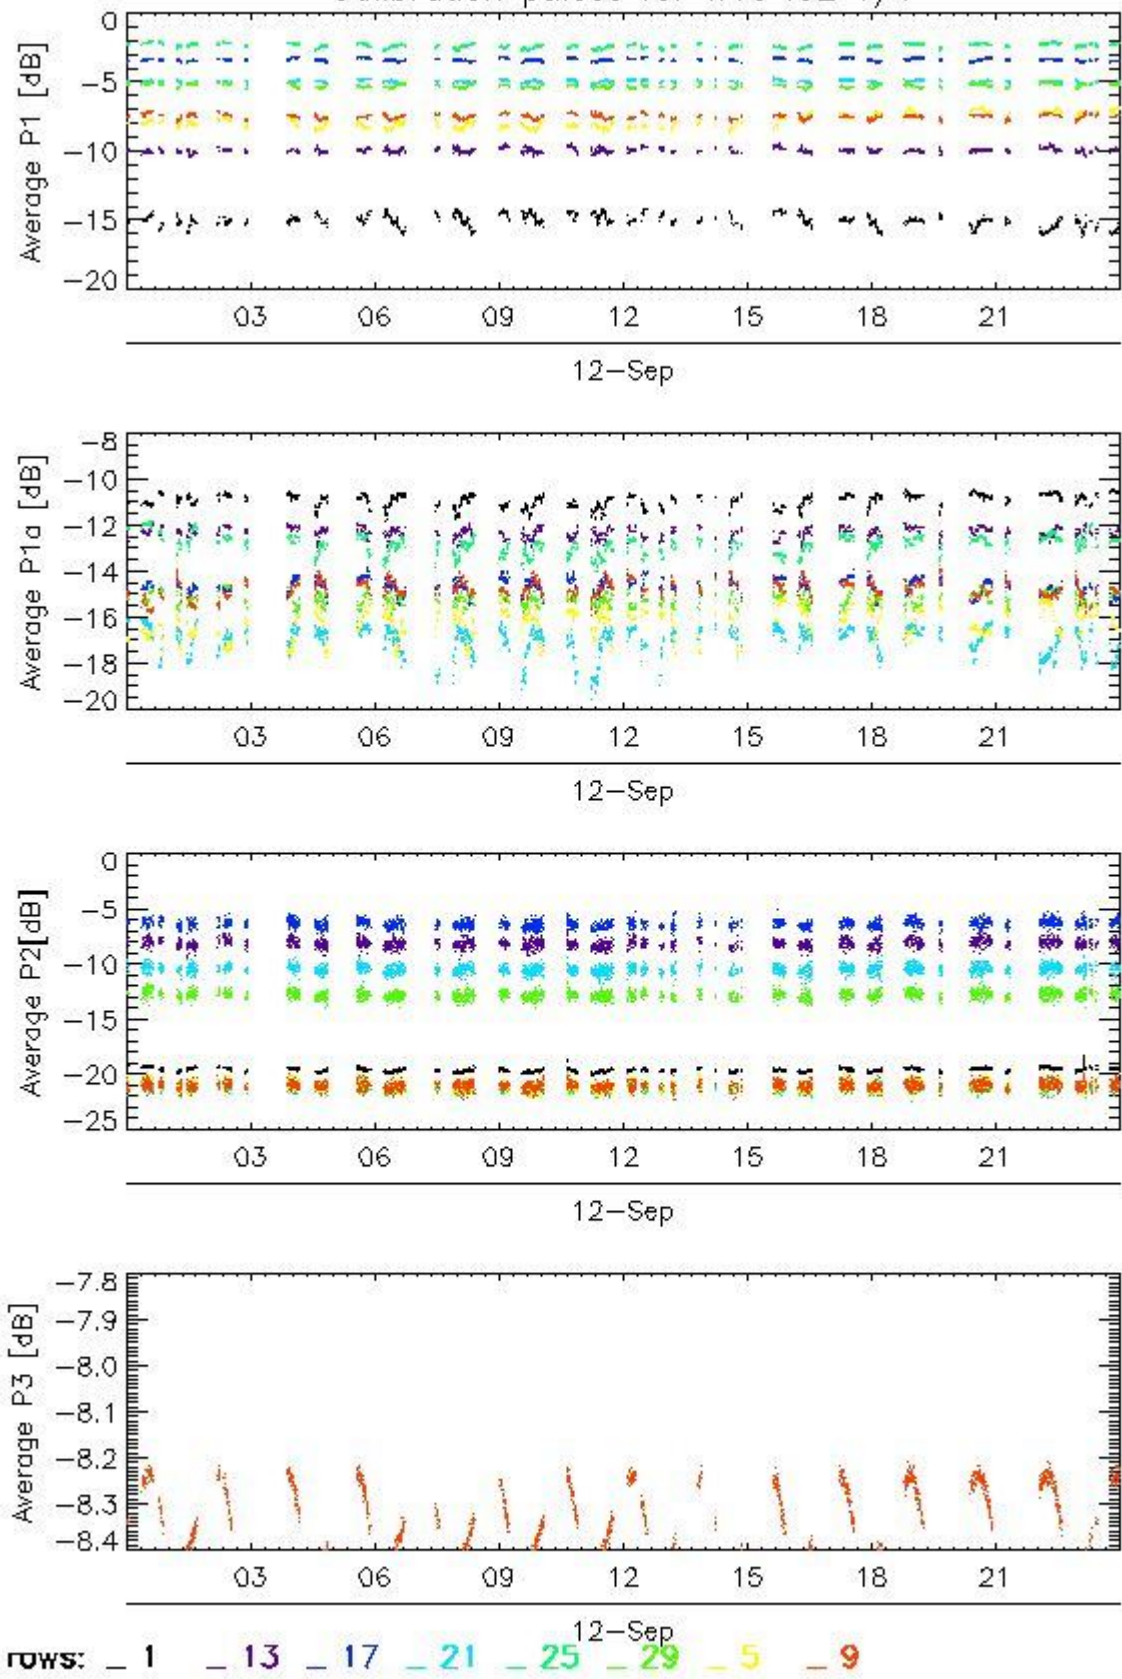 0
−5
−10
−15
−20
Average P1 [dB]
03 06 09 12 15 18 21
12−Sep
−8
−10
−12
−14
−16
−18
−20
Average P1a [dB]
03 06 09 12 15 18 21
12−Sep
0
−5
−10
−15
−20
−25
Average P2[dB]
03 06 09 12 15 18 21
12−Sep
−7.8
−7.9
−8.0
−8.1
−8.2
−8.3
−8.4
Average P3 [dB]
03 06 09 12 15 18 21
12−Sep
rows: _ 1 _ 13 _ 17 _ 21 _ 25 _ 29 _ 5 _ 9